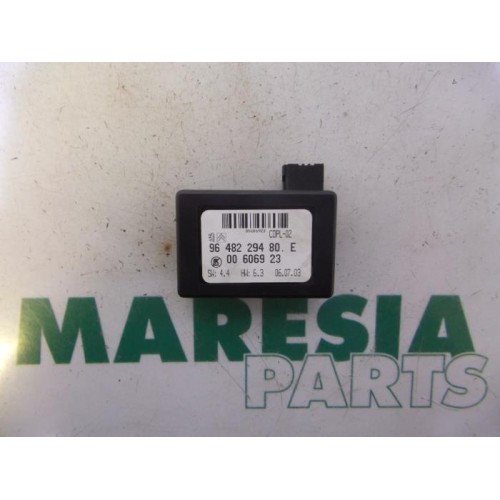 CDPL-02
96 482 294 80. E
00 6069 23
SW: 4.4 HW: 6.3 06.07.03
MARESIA
PARTS